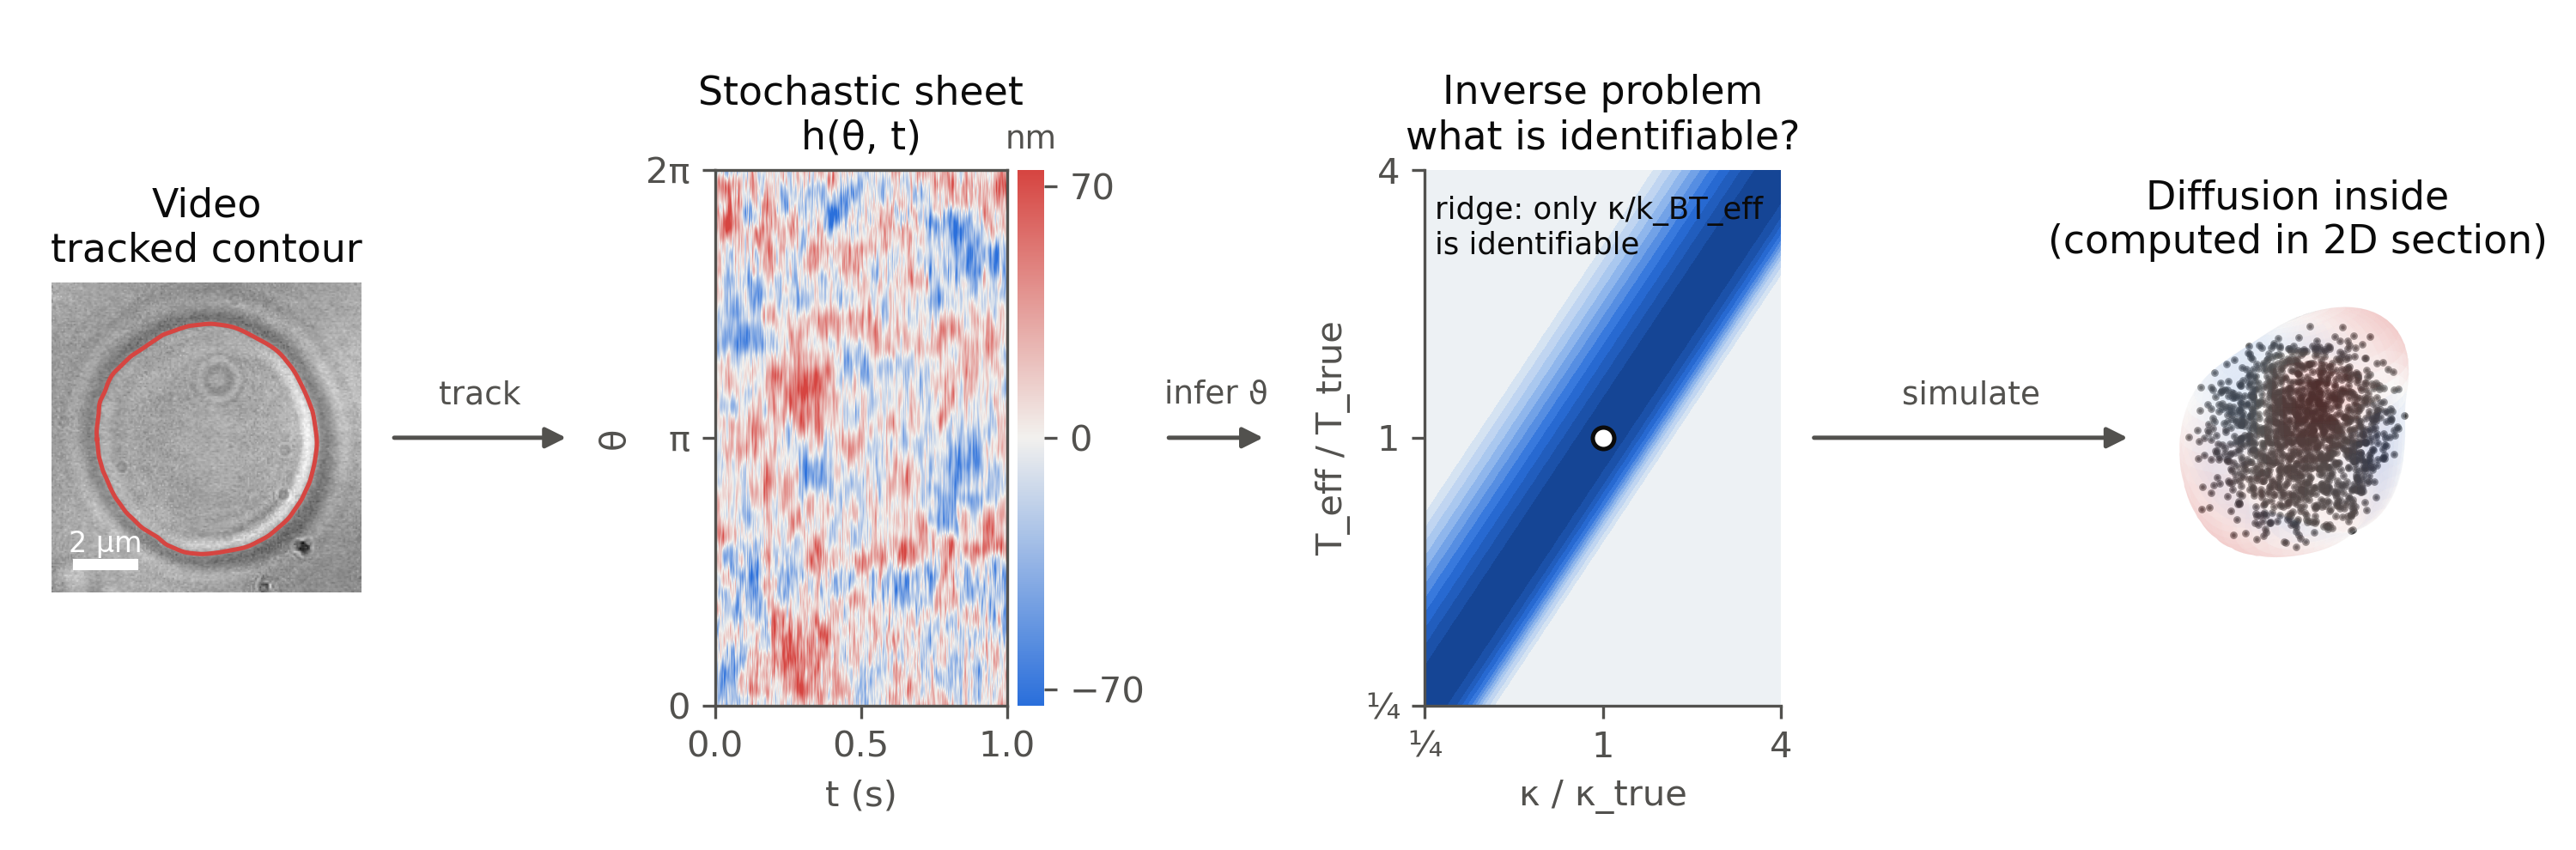 Video
tracked contour
2 µm
track
Stochastic sheet
h(θ, t)
nm
2π
π
0
θ
0.0
0.5
1.0
t (s)
70
0
−70
infer ϑ
Inverse problem
what is identifiable?
ridge: only κ/k_BT_eff
is identifiable
4
1
¼
T_eff / T_true
¼
1
4
κ / κ_true
simulate
Diffusion inside
(computed in 2D section)